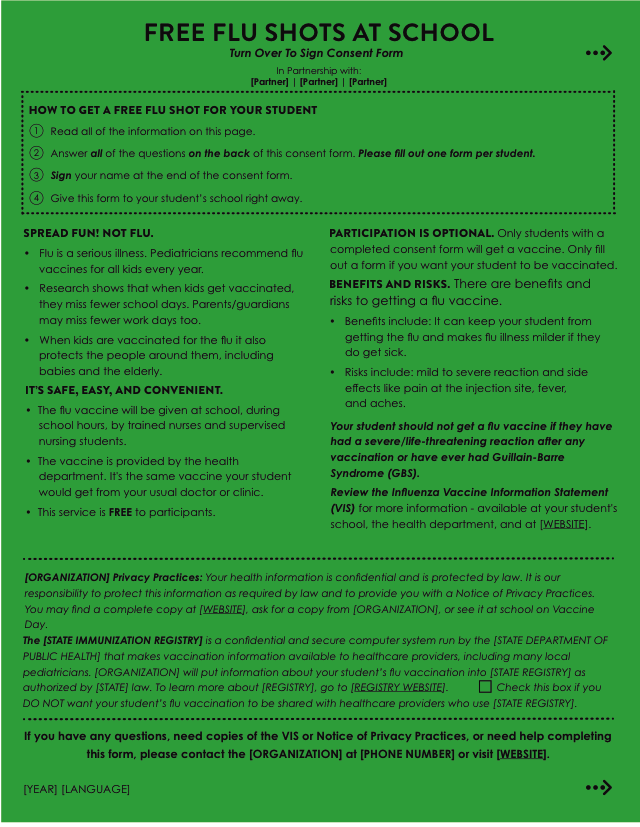 FREE FLU SHOTS AT SCHOOL
Turn Over To Sign Consent Form
In Partnership with:
[Partner] | [Partner] | [Partner]
HOW TO GET A FREE FLU SHOT FOR YOUR STUDENT
1 Read all of the information on this page.
2 Answer all of the questions on the back of this consent form. Please fill out one form per student.
3 Sign your name at the end of the consent form.
4 Give this form to your student's school right away.
SPREAD FUN! NOT FLU.
• Flu is a serious illness. Pediatricians recommend flu
vaccines for all kids every year.
• Research shows that when kids get vaccinated,
they miss fewer school days. Parents/guardians
may miss fewer work days too.
• When kids are vaccinated for the flu it also
protects the people around them, including
babies and the elderly.
IT'S SAFE, EASY, AND CONVENIENT.
• The flu vaccine will be given at school, during
school hours, by trained nurses and supervised
nursing students.
• The vaccine is provided by the health
department. It's the same vaccine your student
would get from your usual doctor or clinic.
• This service is FREE to participants.
PARTICIPATION IS OPTIONAL. Only students with a
completed consent form will get a vaccine. Only fill
out a form if you want your student to be vaccinated.
BENEFITS AND RISKS. There are benefits and
risks to getting a flu vaccine.
• Benefits include: It can keep your student from
getting the flu and makes flu illness milder if they
do get sick.
• Risks include: mild to severe reaction and side
effects like pain at the injection site, fever,
and aches.
Your student should not get a flu vaccine if they have
had a severe/life-threatening reaction after any
vaccination or have ever had Guillain-Barre
Syndrome (GBS).
Review the Influenza Vaccine Information Statement
(VIS) for more information - available at your student's
school, the health department, and at [WEBSITE].
[ORGANIZATION] Privacy Practices: Your health information is confidential and is protected by law. It is our
responsibility to protect this information as required by law and to provide you with a Notice of Privacy Practices.
You may find a complete copy at [WEBSITE], ask for a copy from [ORGANIZATION], or see it at school on Vaccine
Day.
The [STATE IMMUNIZATION REGISTRY] is a confidential and secure computer system run by the [STATE DEPARTMENT OF
PUBLIC HEALTH] that makes vaccination information available to healthcare providers, including many local
pediatricians. [ORGANIZATION] will put information about your student's flu vaccination into [STATE REGISTRY] as
authorized by [STATE] law. To learn more about [REGISTRY], go to [REGISTRY WEBSITE]. Check this box if you
DO NOT want your student's flu vaccination to be shared with healthcare providers who use [STATE REGISTRY].
If you have any questions, need copies of the VIS or Notice of Privacy Practices, or need help completing
this form, please contact the [ORGANIZATION] at [PHONE NUMBER] or visit [WEBSITE].
[YEAR] [LANGUAGE]